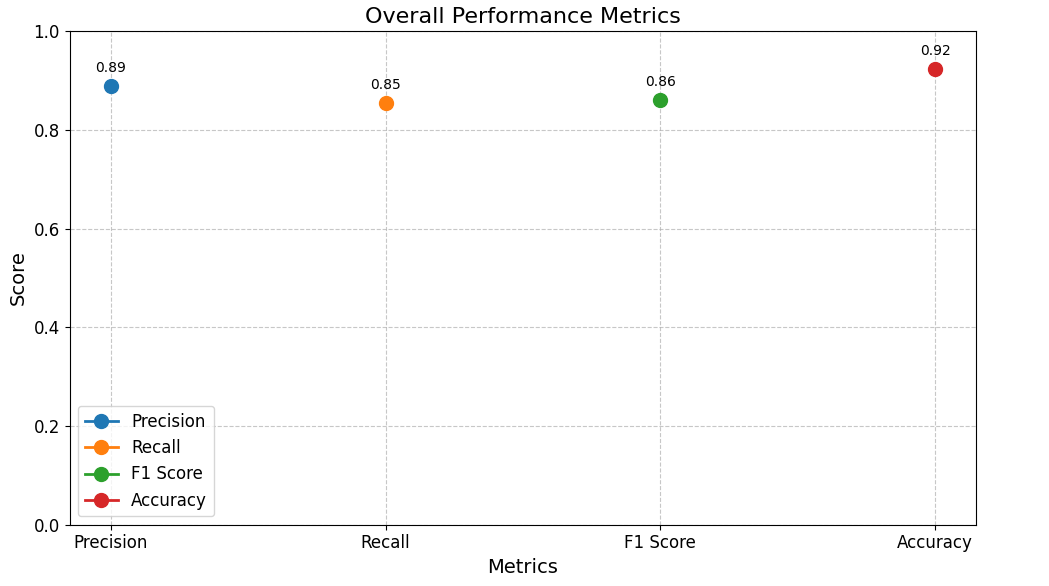 Overall Performance Metrics
1.0
0.8
0.6
0.4
0.2
0.0
Score
0.89
0.85
0.86
0.92
Precision
Recall
F1 Score
Accuracy
Precision
Recall
F1 Score
Accuracy
Metrics